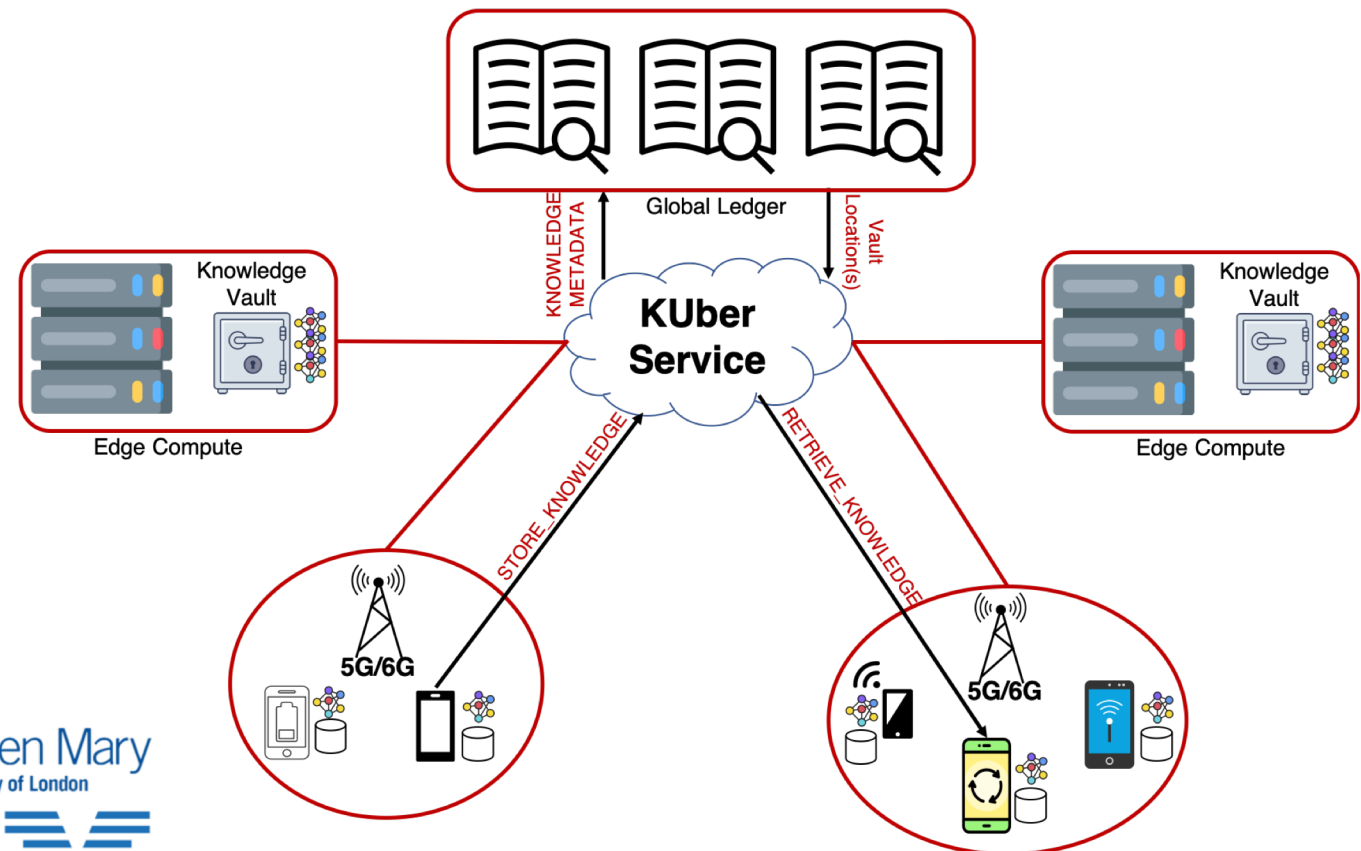 Global Ledger
KNOWLEDGE
METADATA
Vault
Location(s)
Knowledge
Vault
Edge Compute
KUber
Service
Knowledge
Vault
Edge Compute
STORE_KNOWLEDGE
RETRIEVE_KNOWLEDGE
5G/6G
5G/6G
en Mary
y of London